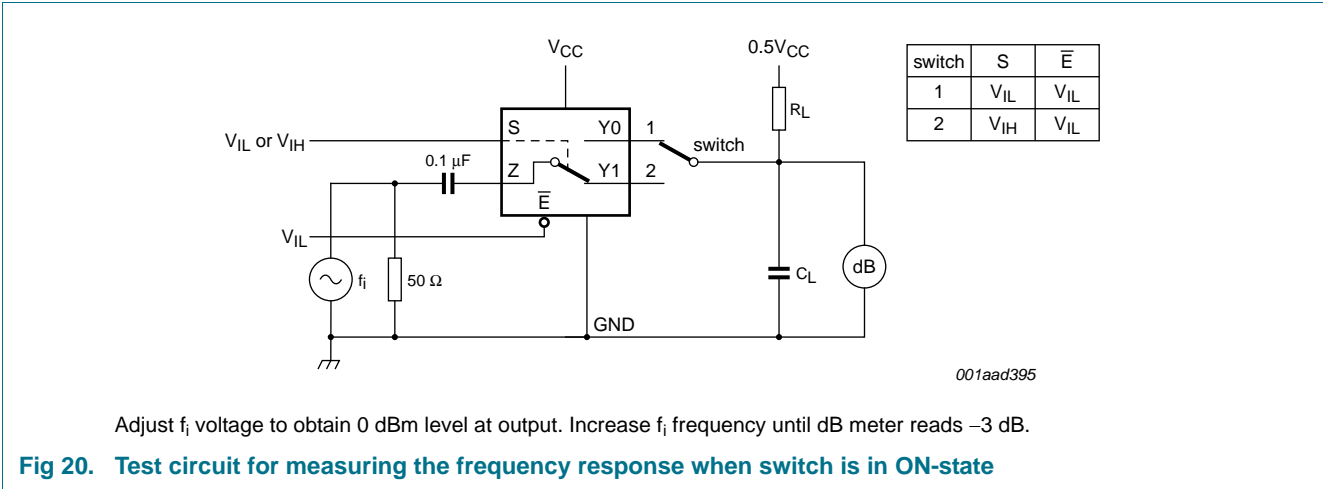 VCC
0.5VCC
switch S E̅
1 VIL VIL
2 VIH VIL
RL
VIL or VIH
S Y0 1
switch
0.1 μF
Z Y1 2
E̅
VIL
fi
50 Ω
CL
dB
GND
001aad395
Adjust fi voltage to obtain 0 dBm level at output. Increase fi frequency until dB meter reads −3 dB.
Fig 20. Test circuit for measuring the frequency response when switch is in ON-state